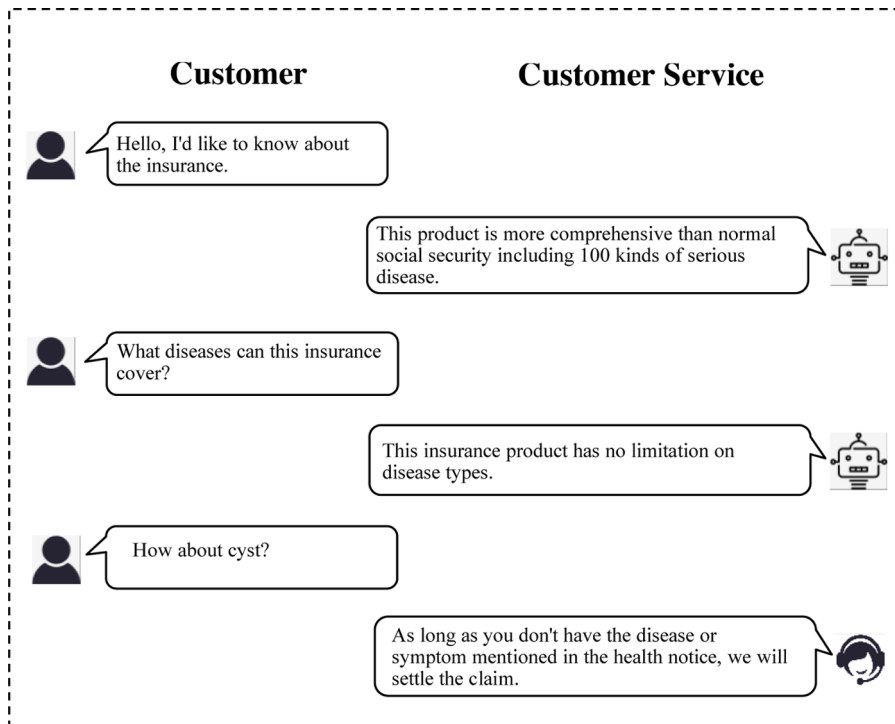 Customer
Customer Service
Hello, I'd like to know about
the insurance.
This product is more comprehensive than normal
social security including 100 kinds of serious
disease.
What diseases can this insurance
cover?
This insurance product has no limitation on
disease types.
How about cyst?
As long as you don't have the disease or
symptom mentioned in the health notice, we will
settle the claim.